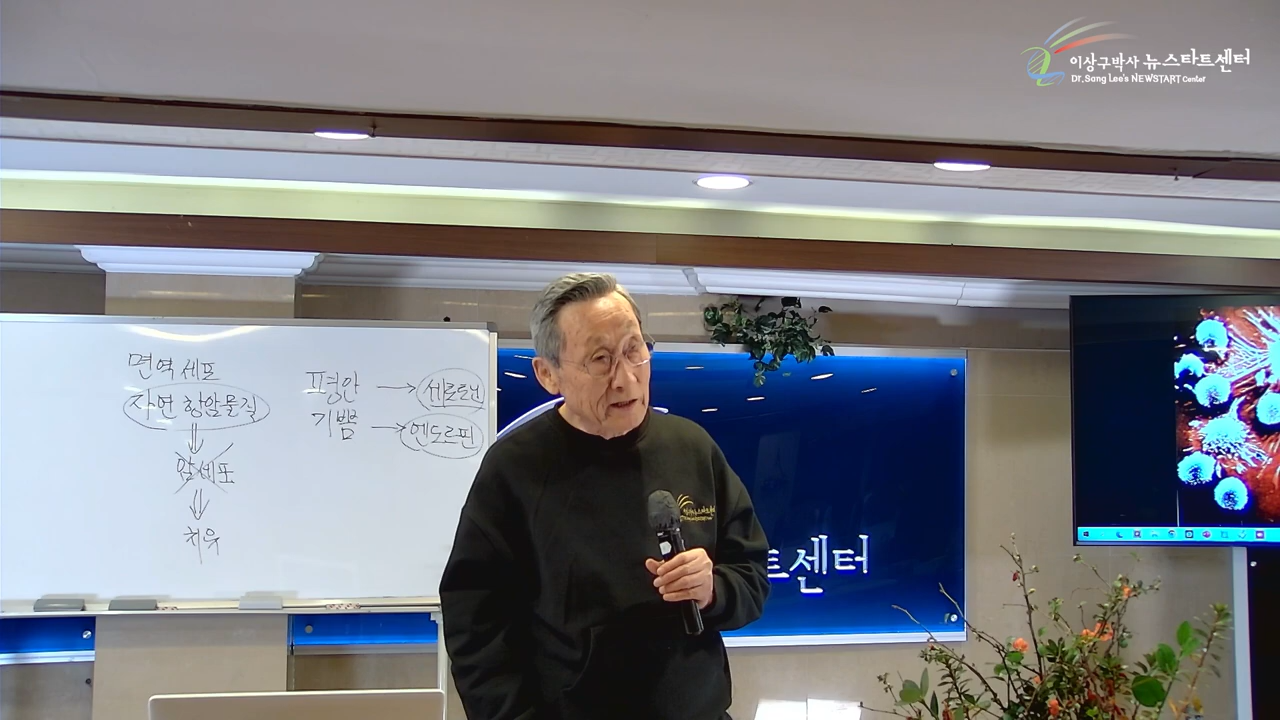 이상구박사 뉴스타트센터
Dr. Sang Lee's NEWSTART Center
면역세포
자연 항암물질
암세포
치유
평안 → 세로토닌
기쁨 → 엔도르핀
트센터